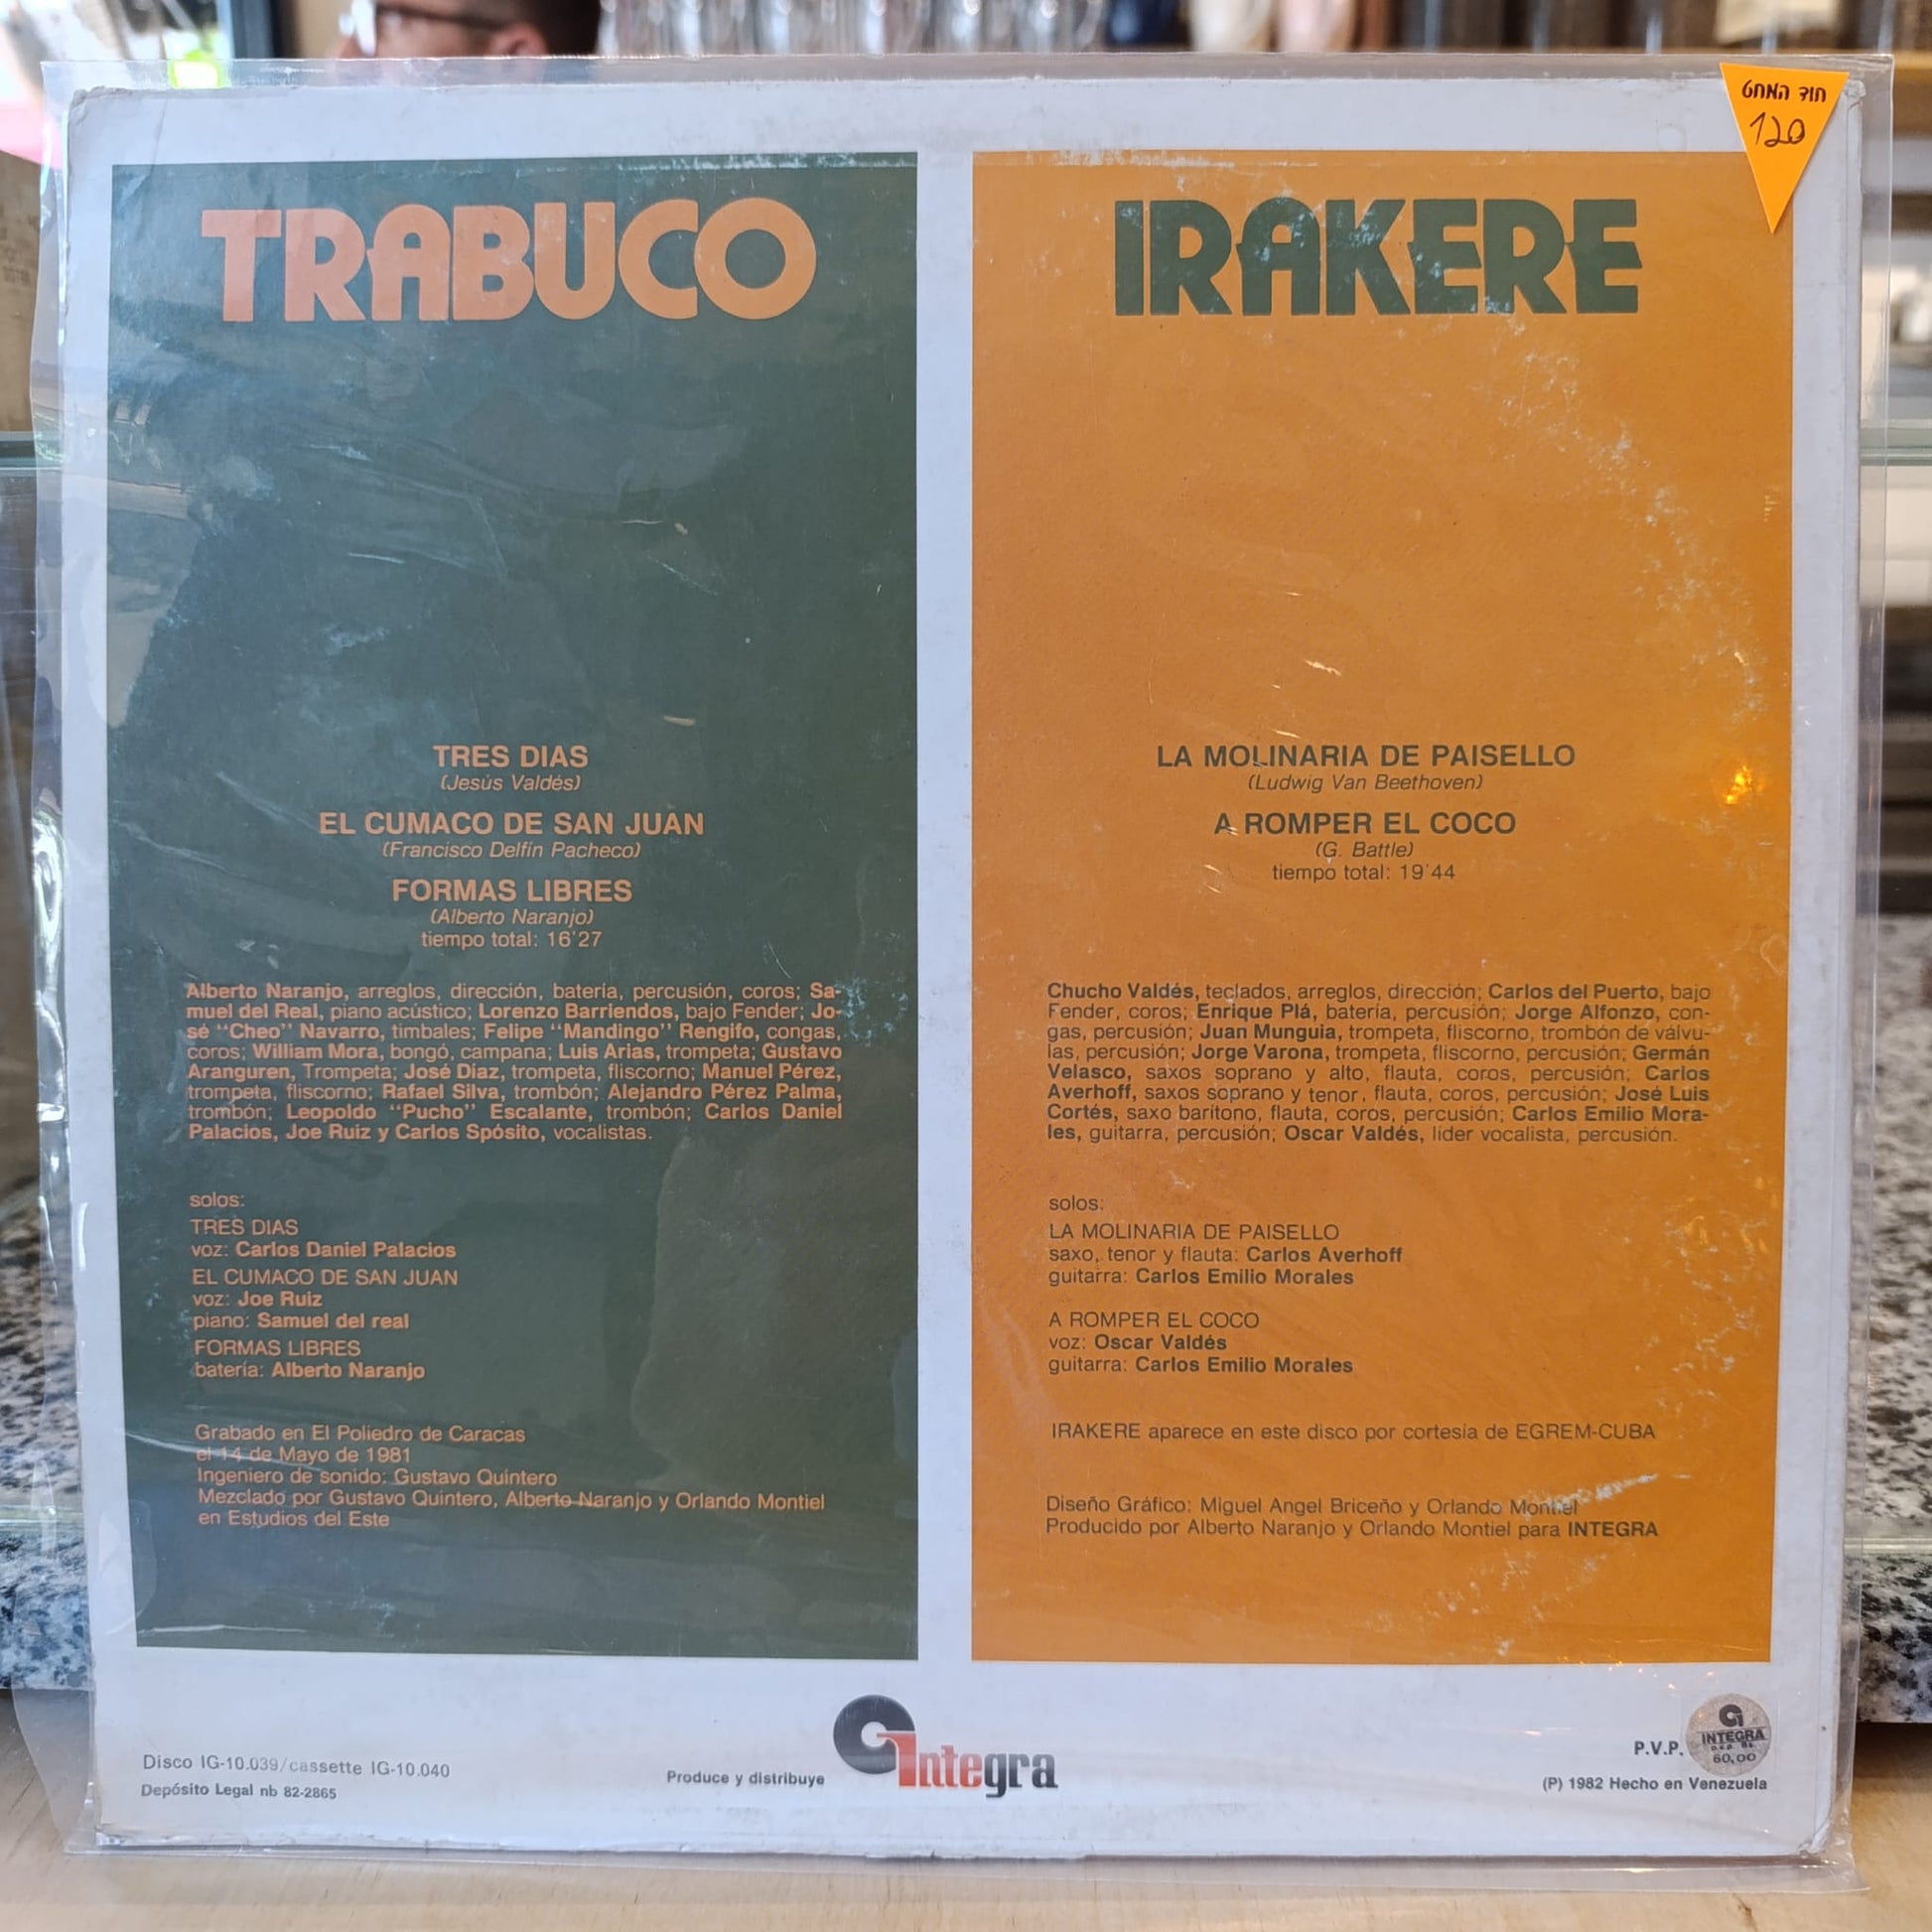 חוד המחט
120
TRABUCO
TRES DIAS
(Jesús Valdés)
EL CUMACO DE SAN JUAN
(Francisco Delfín Pacheco)
FORMAS LIBRES
(Alberto Naranjo)
tiempo total: 16'27
Alberto Naranjo, arreglos, dirección, batería, percusión, coros; Sa-
muel del Real, piano acústico; Lorenzo Barriendos, bajo Fender; Jo-
sé "Cheo" Navarro, timbales; Felipe "Mandingo" Rengifo, congas,
coros; William Mora, bongó, campana; Luis Arias, trompeta; Gustavo
Aranguren, Trompeta; José Díaz, trompeta, fliscorno; Manuel Pérez,
trompeta, fliscorno; Rafael Silva, trombón; Alejandro Pérez Palma,
trombón; Leopoldo "Pucho" Escalante, trombón; Carlos Daniel
Palacios, Joe Ruiz y Carlos Spósito, vocalistas.
solos:
TRES DIAS
voz: Carlos Daniel Palacios
EL CUMACO DE SAN JUAN
voz: Joe Ruiz
piano: Samuel del real
FORMAS LIBRES
batería: Alberto Naranjo
Grabado en El Poliedro de Caracas
el 14 de Mayo de 1981
Ingeniero de sonido: Gustavo Quintero
Mezclado por Gustavo Quintero, Alberto Naranjo y Orlando Montiel
en Estudios del Este
IRAKERE
LA MOLINARIA DE PAISELLO
(Ludwig Van Beethoven)
A ROMPER EL COCO
(G. Battle)
tiempo total: 19'44
Chucho Valdés, teclados, arreglos, dirección; Carlos del Puerto, bajo
Fender, coros; Enrique Plá, batería, percusión; Jorge Alfonzo, con-
gas, percusión; Juan Munguia, trompeta, fliscorno, trombón de válvu-
las, percusión; Jorge Varona, trompeta, fliscorno, percusión; Germán
Velasco, saxos soprano y alto, flauta, coros, percusión; Carlos
Averhoff, saxos soprano y tenor, flauta, coros, percusión; José Luis
Cortés, saxo barítono, flauta, coros, percusión; Carlos Emilio Mora-
les, guitarra, percusión; Oscar Valdés, líder vocalista, percusión.
solos:
LA MOLINARIA DE PAISELLO
saxo, tenor y flauta: Carlos Averhoff
guitarra: Carlos Emilio Morales
A ROMPER EL COCO
voz: Oscar Valdés
guitarra: Carlos Emilio Morales
IRAKERE aparece en este disco por cortesía de EGREM-CUBA
Diseño Gráfico: Miguel Angel Briceño y Orlando Montiel
Producido por Alberto Naranjo y Orlando Montiel para INTEGRA
Disco IG-10.039/cassette IG-10.040
Depósito Legal nb 82-2865
Produce y distribuye
Integra
P.V.P.
INTEGRA
p.v.p. Bs.
60,00
(P) 1982 Hecho en Venezuela